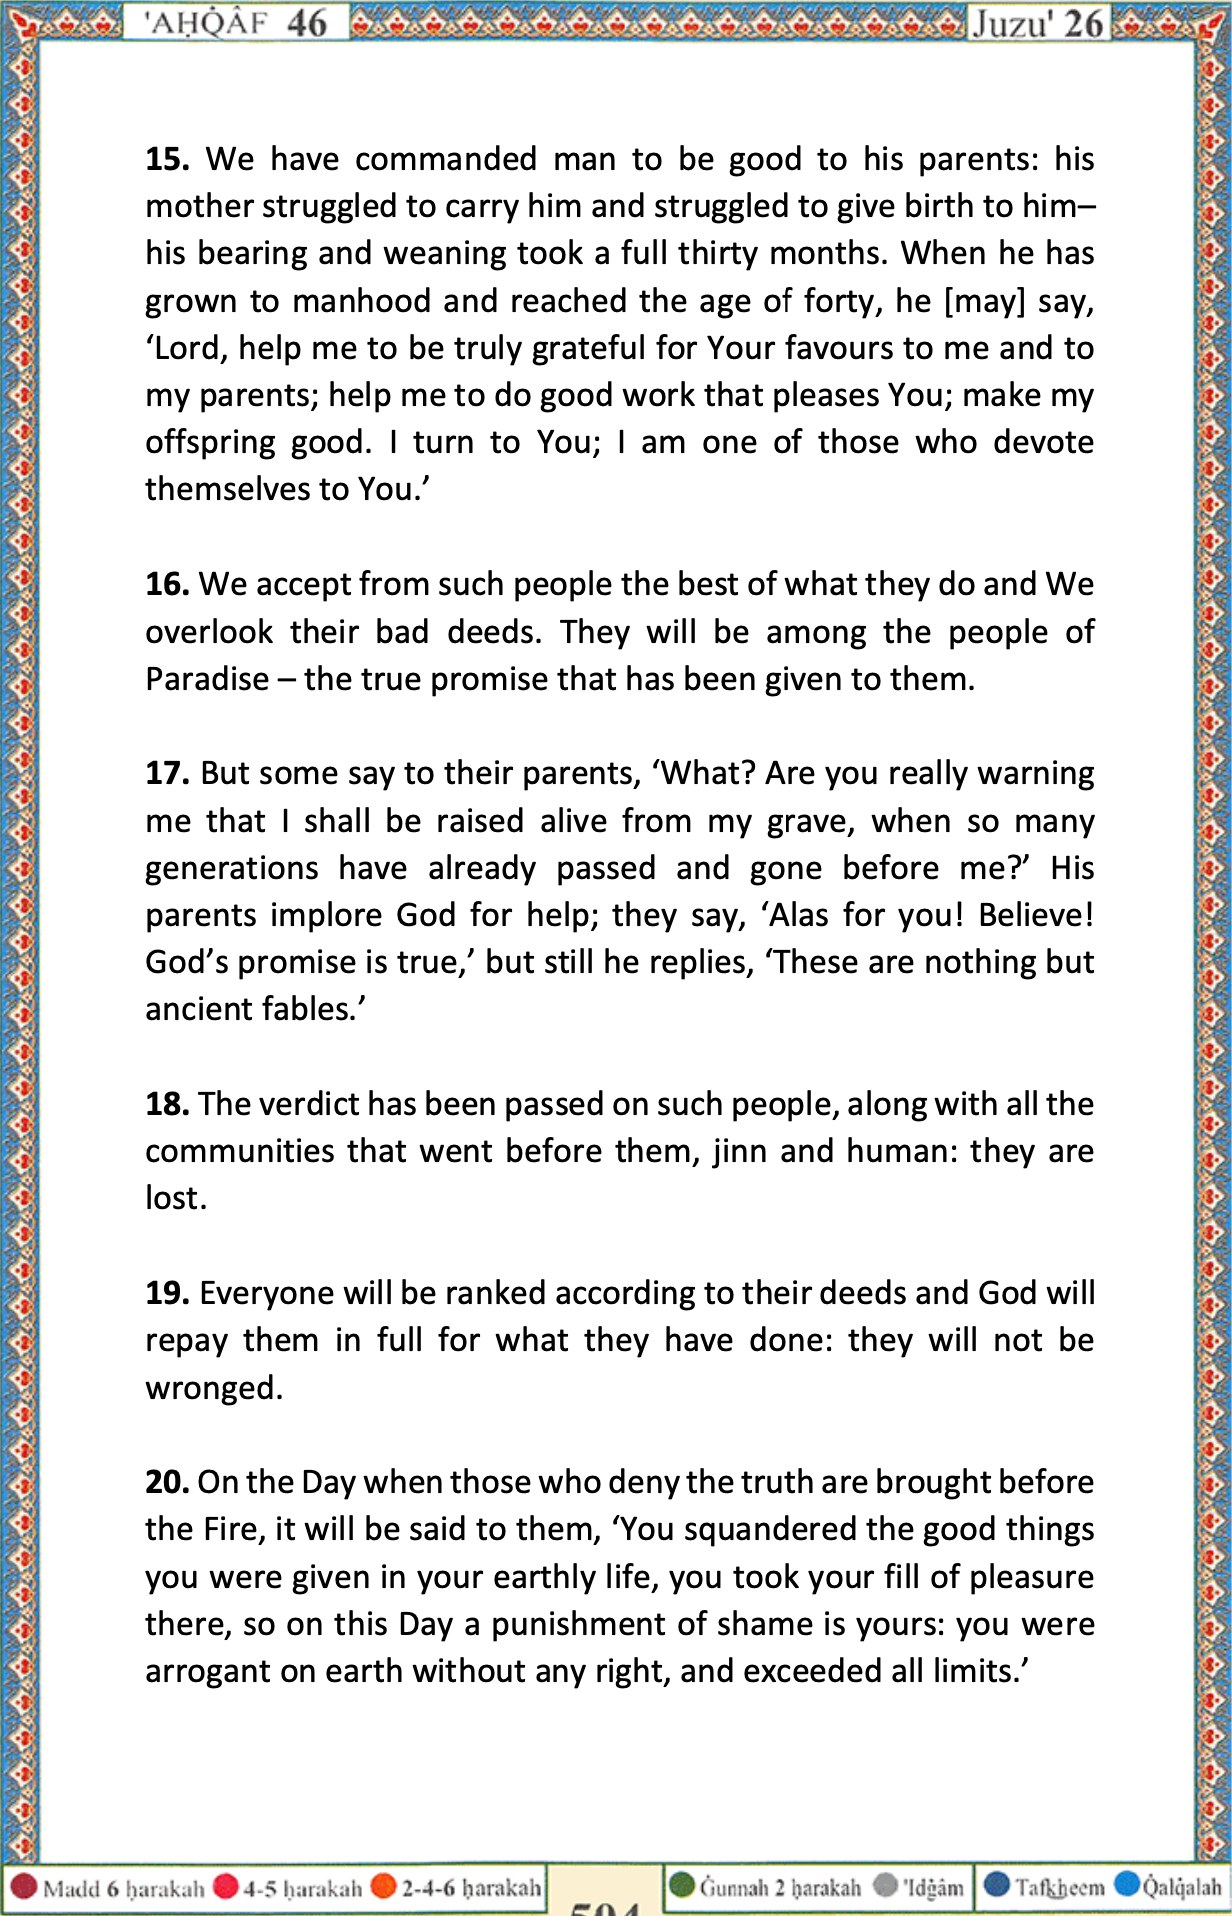 'AḤQ̇ÂF 46
Juzu' 26
15. We have commanded man to be good to his parents: his
mother struggled to carry him and struggled to give birth to him–
his bearing and weaning took a full thirty months. When he has
grown to manhood and reached the age of forty, he [may] say,
‘Lord, help me to be truly grateful for Your favours to me and to
my parents; help me to do good work that pleases You; make my
offspring good. I turn to You; I am one of those who devote
themselves to You.’
16. We accept from such people the best of what they do and We
overlook their bad deeds. They will be among the people of
Paradise – the true promise that has been given to them.
17. But some say to their parents, ‘What? Are you really warning
me that I shall be raised alive from my grave, when so many
generations have already passed and gone before me?’ His
parents implore God for help; they say, ‘Alas for you! Believe!
God’s promise is true,’ but still he replies, ‘These are nothing but
ancient fables.’
18. The verdict has been passed on such people, along with all the
communities that went before them, jinn and human: they are
lost.
19. Everyone will be ranked according to their deeds and God will
repay them in full for what they have done: they will not be
wronged.
20. On the Day when those who deny the truth are brought before
the Fire, it will be said to them, ‘You squandered the good things
you were given in your earthly life, you took your fill of pleasure
there, so on this Day a punishment of shame is yours: you were
arrogant on earth without any right, and exceeded all limits.’
Madd 6 ḥarakah 4-5 ḥarakah 2-4-6 ḥarakah
Ġunnah 2 ḥarakah 'Idġâm Tafkheem Q̇alq̇alah